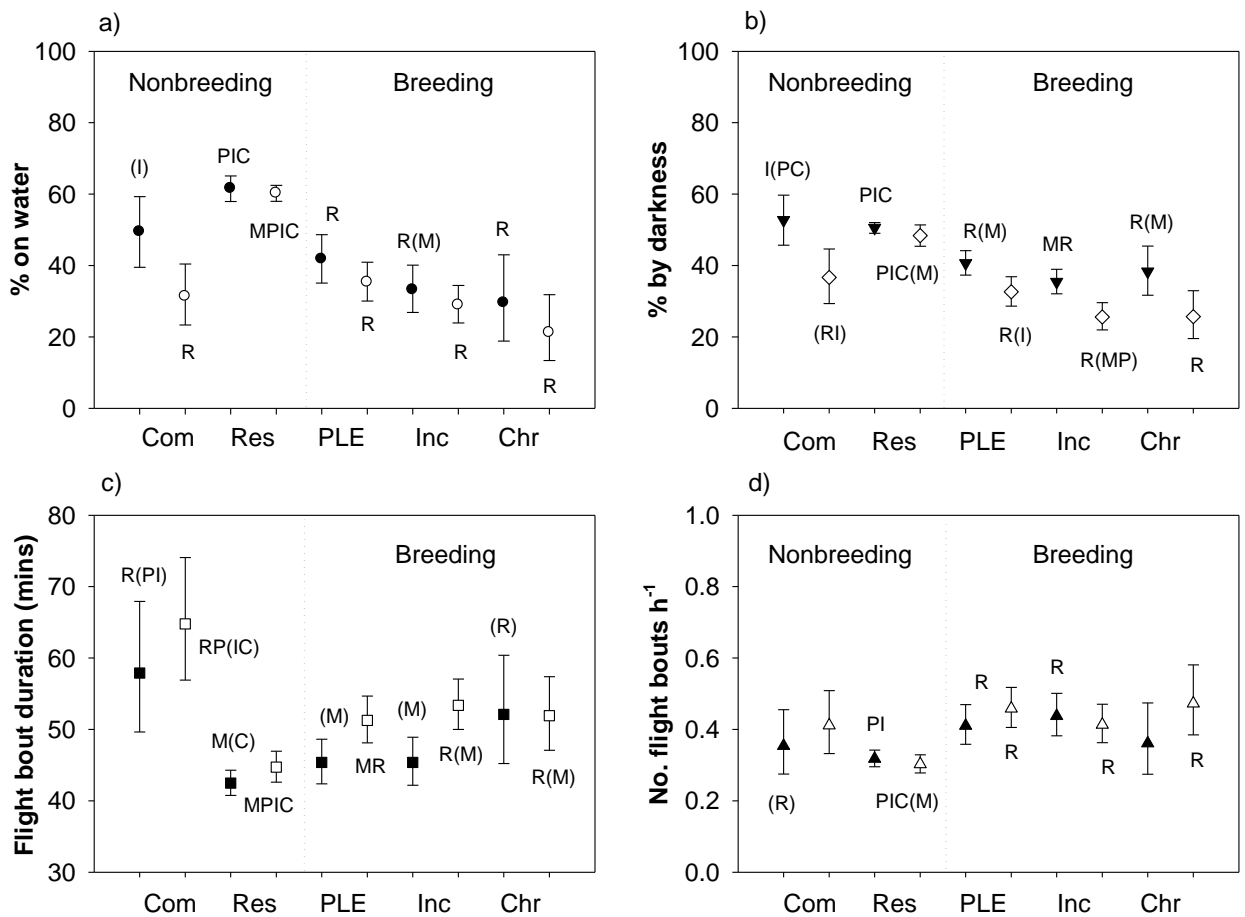 a)
% on water
100
80
60
40
20
0
Nonbreeding Breeding
(I)
R
PIC
MPIC
R
R
R(M)
R
R
R
Com Res PLE Inc Chr
b)
% by darkness
100
80
60
40
20
0
Nonbreeding Breeding
I(PC)
(RI)
PIC
PIC(M)
R(M)
R(I)
MR
R(MP)
R(M)
R
Com Res PLE Inc Chr
c)
Flight bout duration (mins)
80
70
60
50
40
30
Breeding
R(PI)
RP(IC)
M(C)
MPIC
(M)
MR
(M)
R(M)
(R)
R(M)
Com Res PLE Inc Chr
d)
No. flight bouts h⁻¹
1.0
0.8
0.6
0.4
0.2
0.0
Nonbreeding Breeding
(R)
PI
PIC(M)
R
R
R
R
R
Com Res PLE Inc Chr